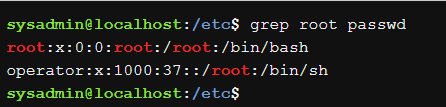 sysadmin@localhost:/etc$ grep root passwd
root:x:0:0:root:/root:/bin/bash
operator:x:1000:37::/root:/bin/sh
sysadmin@localhost:/etc$